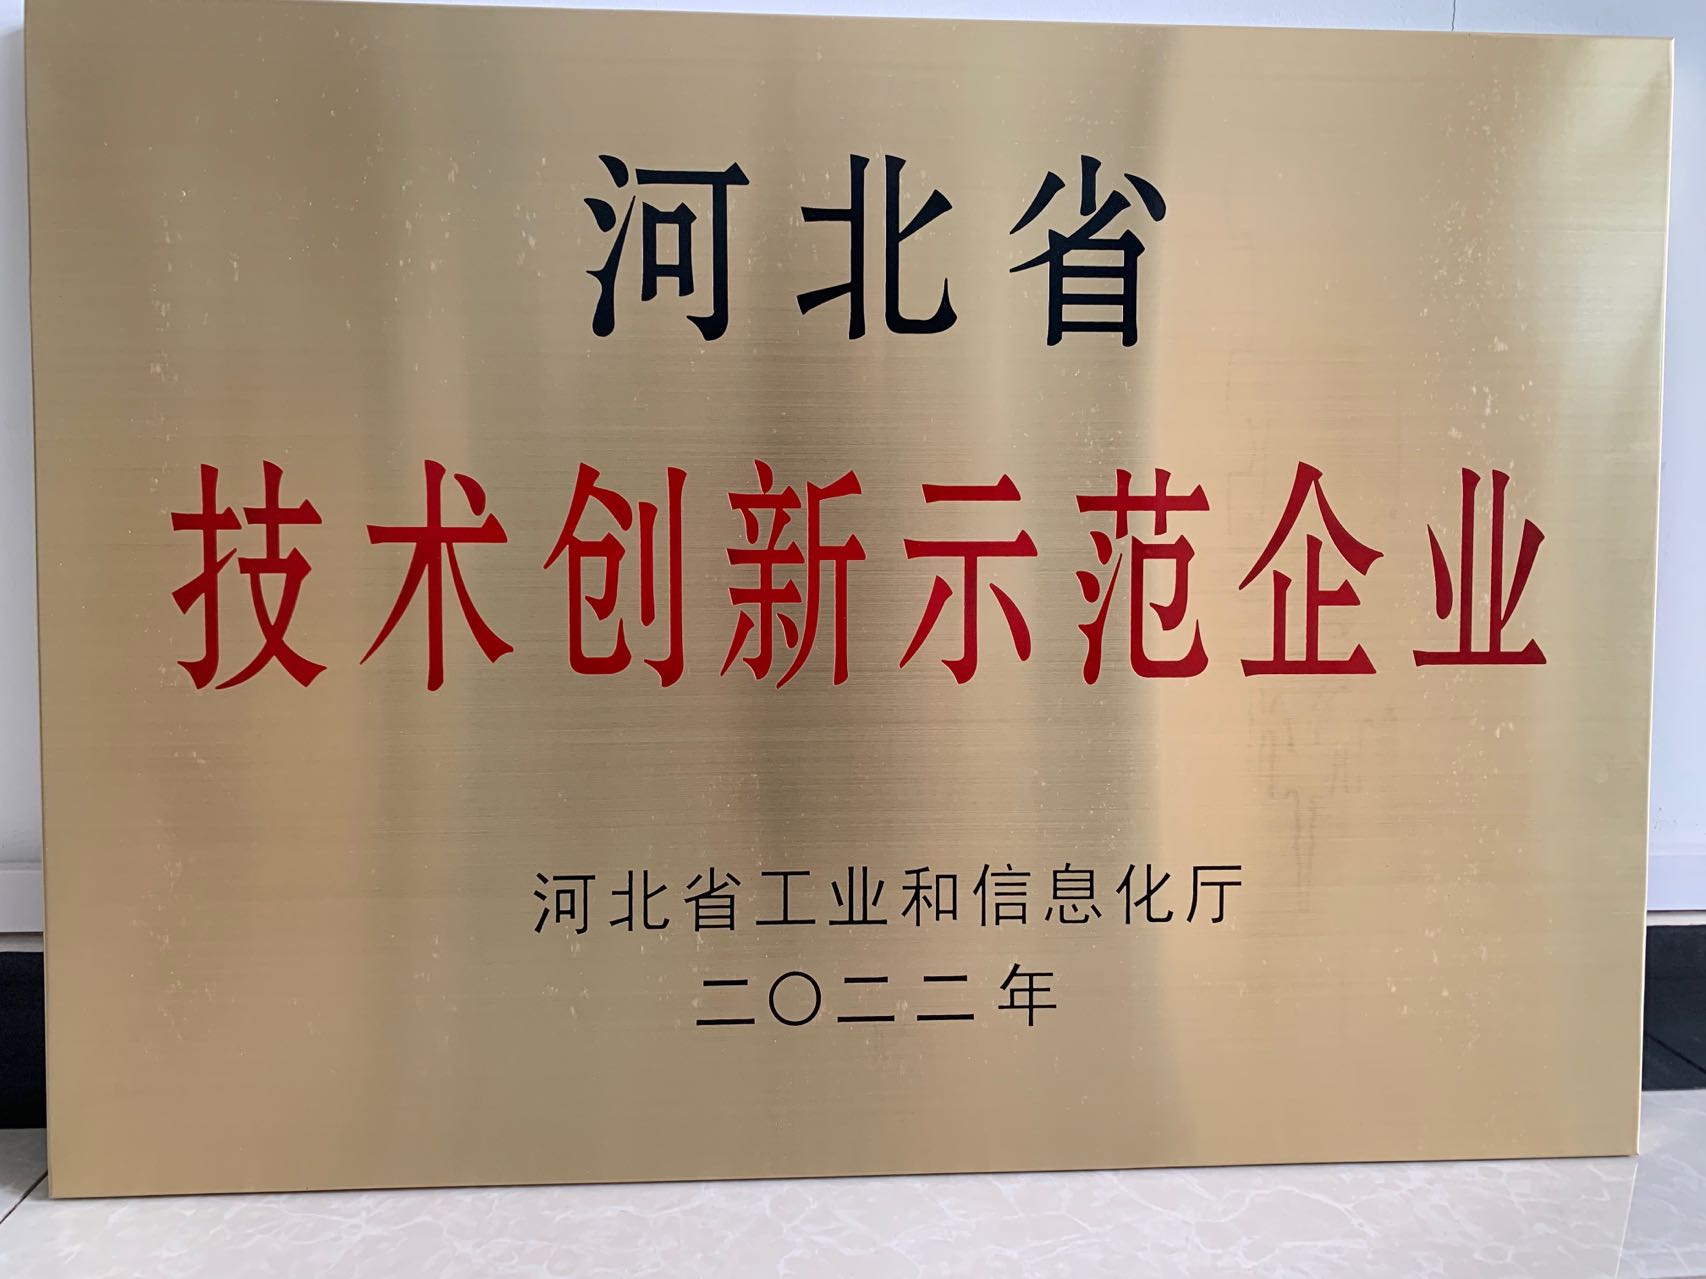 河北省
技术创新示范企业
河北省工业和信息化厅
二〇二二年